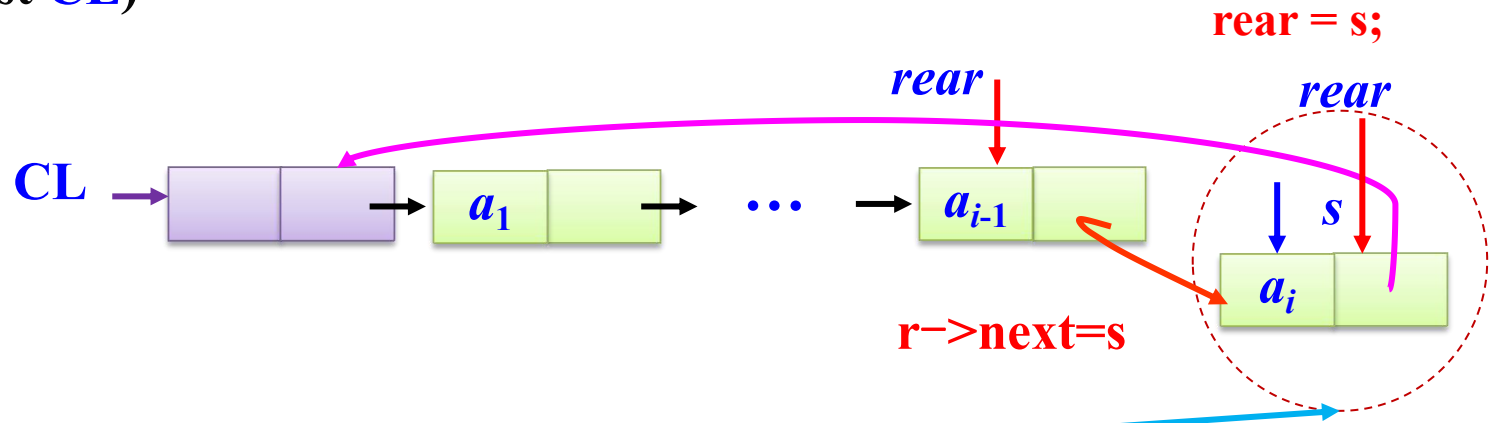 CL)
rear = s;
rear
rear
CL
a1
…
ai-1
s
ai
r−>next=s